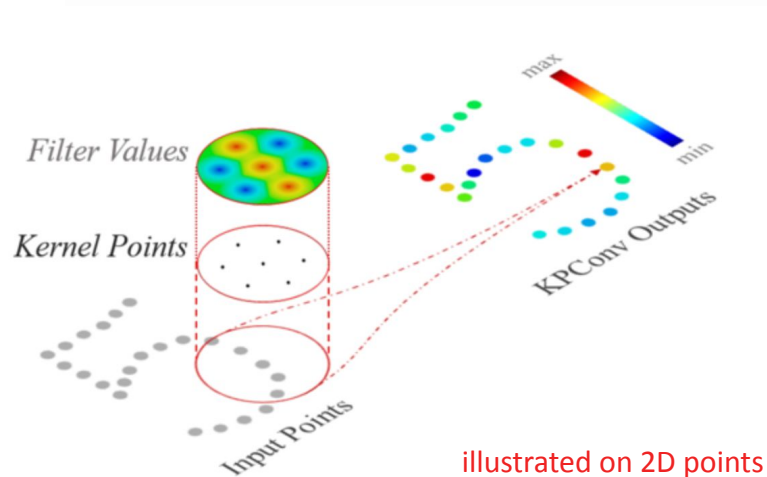 max
Filter Values
min
Kernel Points
KPConv Outputs
Input Points
illustrated on 2D points